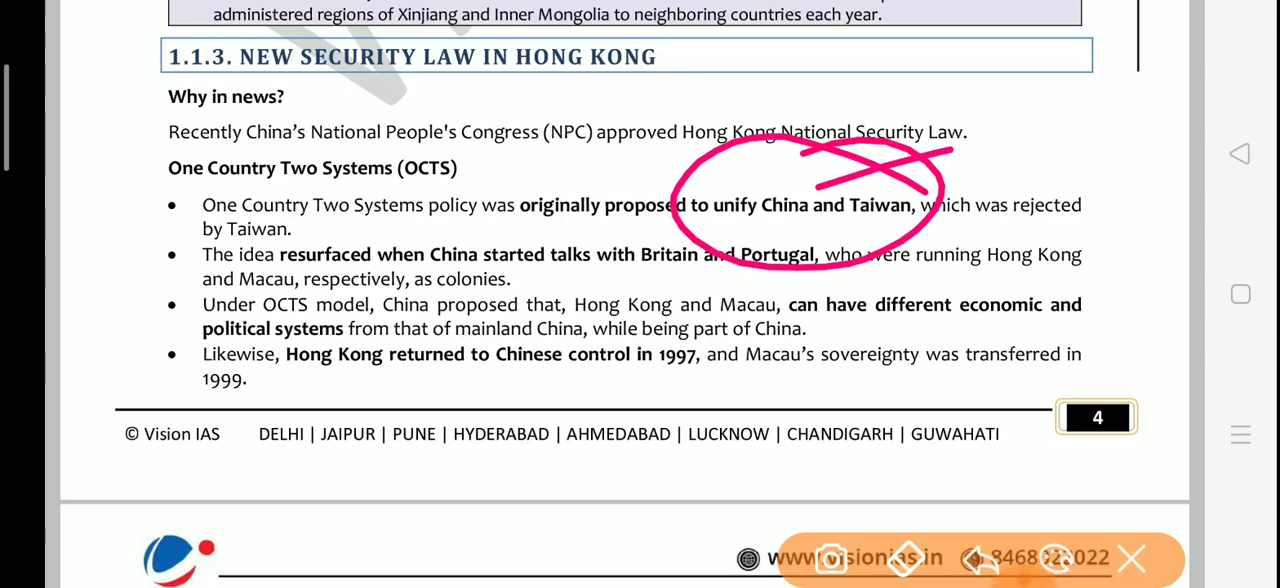 administered regions of Xinjiang and Inner Mongolia to neighboring countries each year.
1.1.3. NEW SECURITY LAW IN HONG KONG
Why in news?
Recently China's National People's Congress (NPC) approved Hong Kong National Security Law.
One Country Two Systems (OCTS)
• One Country Two Systems policy was originally proposed to unify China and Taiwan, which was rejected
by Taiwan.
• The idea resurfaced when China started talks with Britain and Portugal, who were running Hong Kong
and Macau, respectively, as colonies.
• Under OCTS model, China proposed that, Hong Kong and Macau, can have different economic and
political systems from that of mainland China, while being part of China.
• Likewise, Hong Kong returned to Chinese control in 1997, and Macau's sovereignty was transferred in
1999.
4
© Vision IAS DELHI | JAIPUR | PUNE | HYDERABAD | AHMEDABAD | LUCKNOW | CHANDIGARH | GUWAHATI
www.visionias.in 8468022022